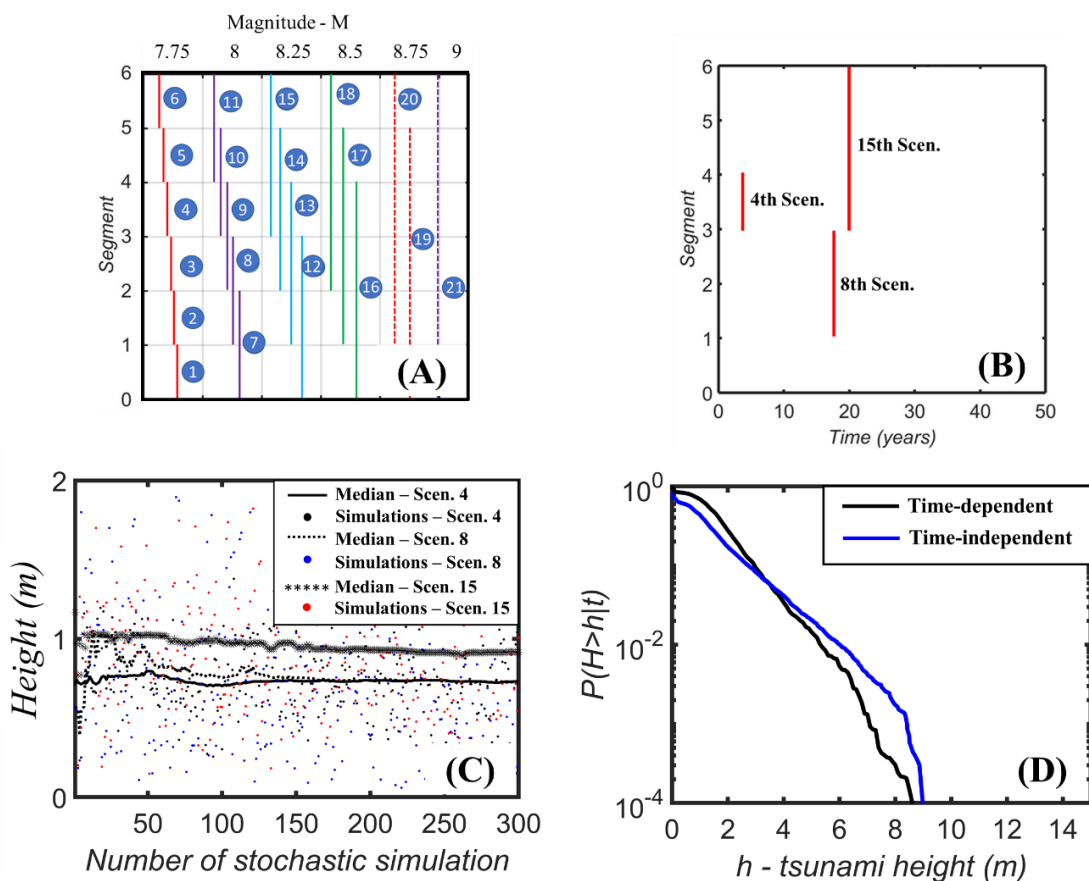 Magnitude - M
7.75 8 8.25 8.5 8.75 9
6
5
4
3
2
1
0
Segment
6 11 15 18 20
5 10 14 17
4 9 13
3 8 12 19
2 16 21
1 7
(A)
6
5
4
3
2
1
0
Segment
15th Scen.
4th Scen.
8th Scen.
(B)
0 10 20 30 40 50
Time (years)
2
1
0
Height (m)
Median – Scen. 4
Simulations – Scen. 4
Median – Scen. 8
Simulations – Scen. 8
Median – Scen. 15
Simulations – Scen. 15
(C)
50 100 150 200 250 300
Number of stochastic simulation
10^0
10^-2
10^-4
P(H>h|t)
Time-dependent
Time-independent
(D)
0 2 4 6 8 10 12 14
h - tsunami height (m)